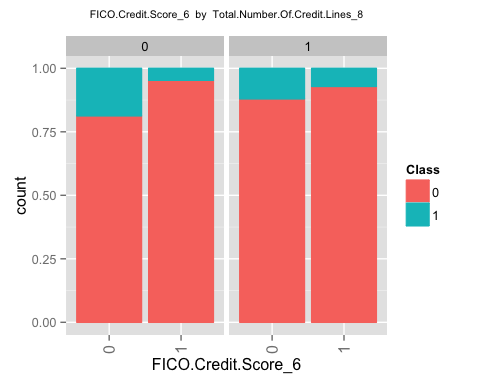 FICO.Credit.Score_6 by Total.Number.Of.Credit.Lines_8
0 1
1.00
0.75
0.50
0.25
0.00
count
0 1 0 1
FICO.Credit.Score_6
Class
0
1